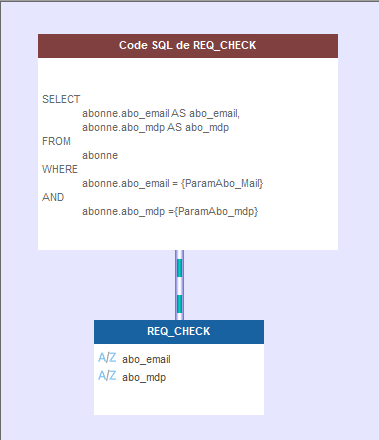 Code SQL de REQ_CHECK
SELECT
abonne.abo_email AS abo_email,
abonne.abo_mdp AS abo_mdp
FROM
abonne
WHERE
abonne.abo_email = {ParamAbo_Mail}
AND
abonne.abo_mdp ={ParamAbo_mdp}
REQ_CHECK
A/Z abo_email
A/Z abo_mdp